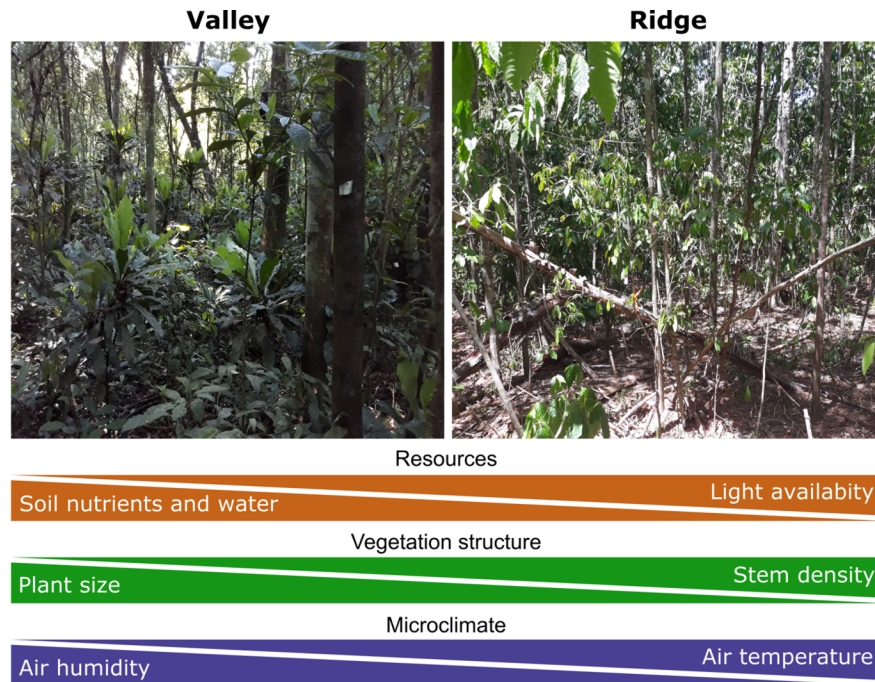 Valley
Ridge
Resources
Soil nutrients and water
Light availabity
Vegetation structure
Plant size
Stem density
Microclimate
Air humidity
Air temperature